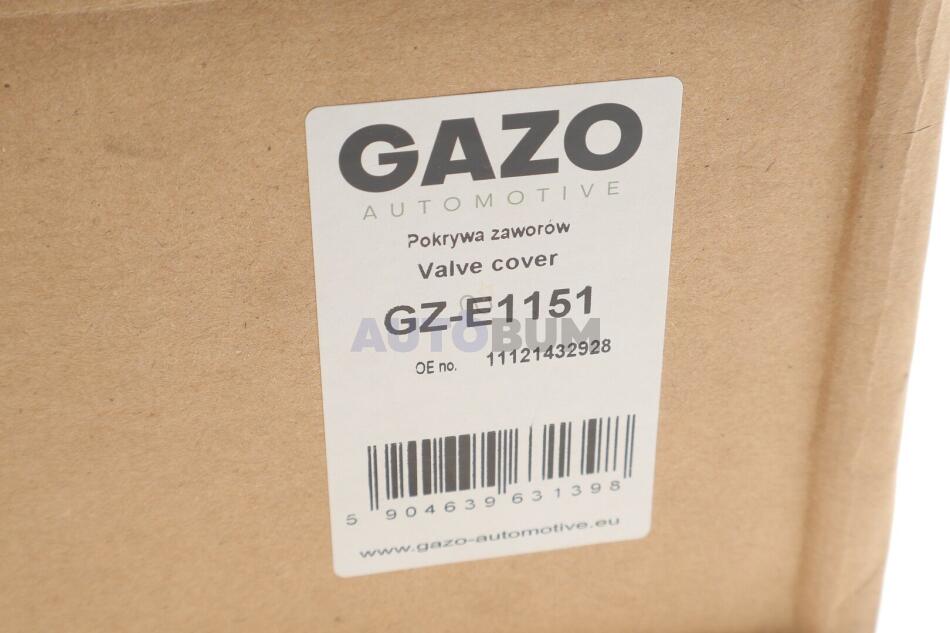 GAZO
AUTOMOTIVE
Pokrywa zaworów
Valve cover
GZ-E1151
AUTOBUM
OE no. 11121432928
5 904639 631398
www.gazo-automotive.eu